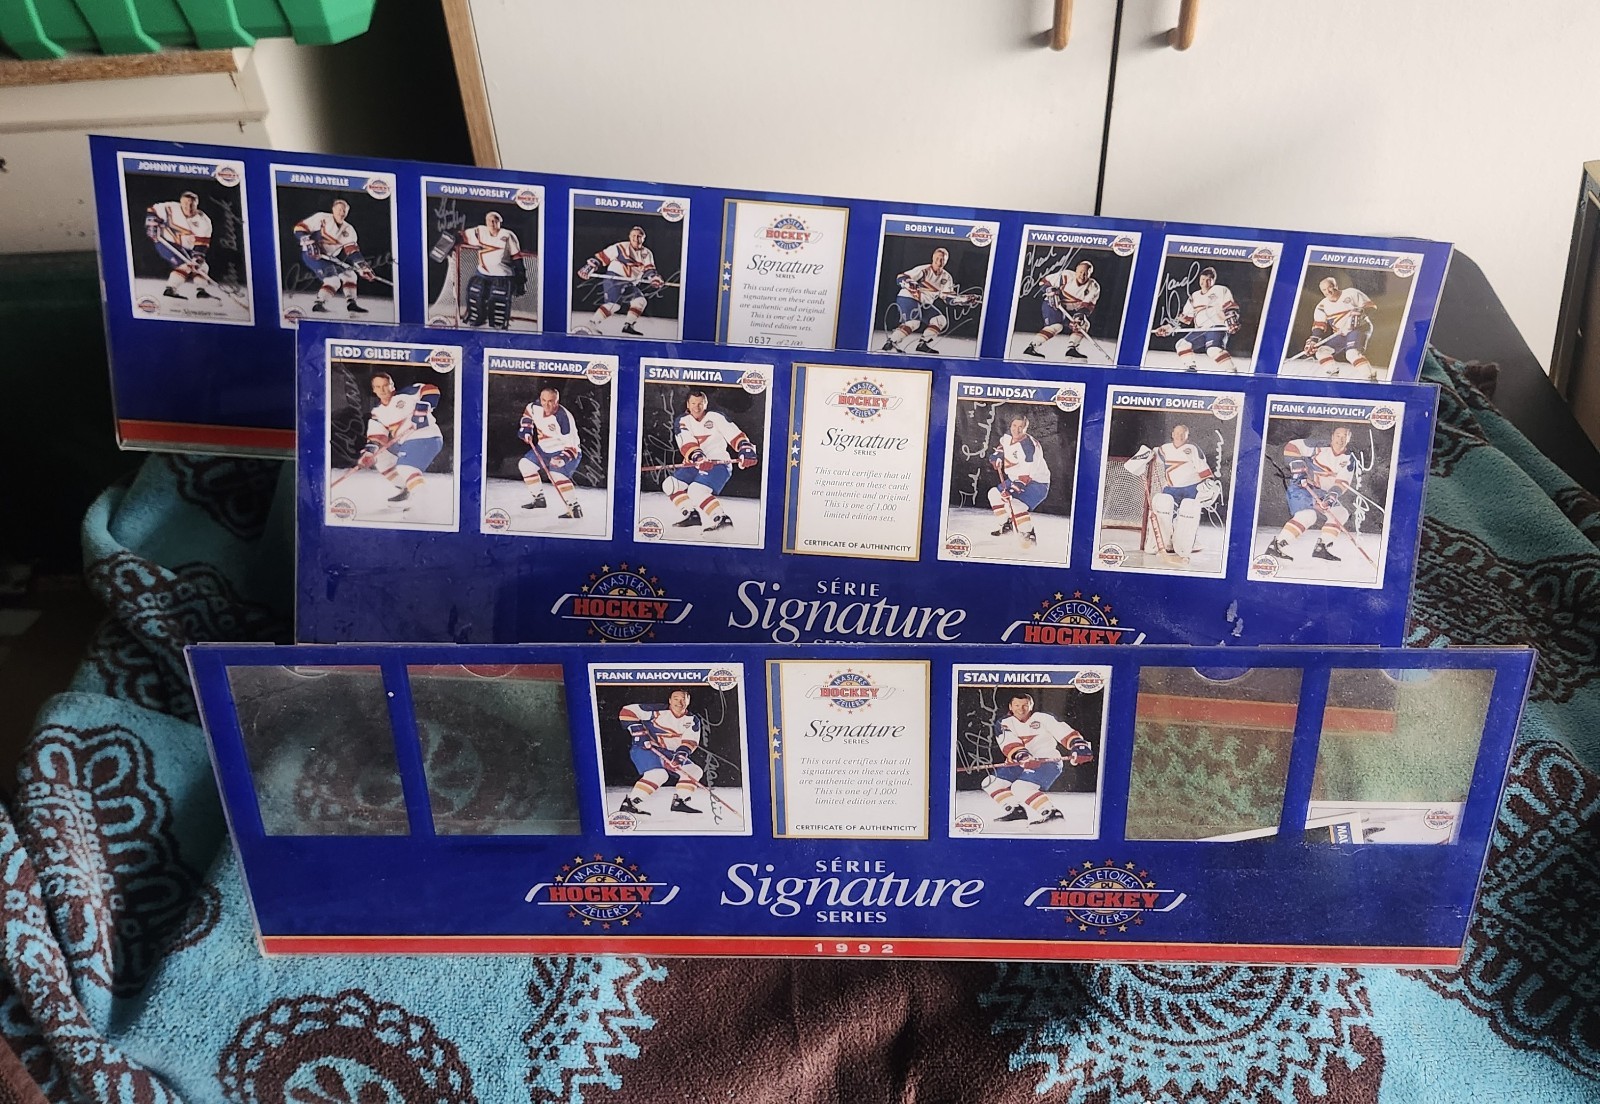 JOHNNY BUCYK
JEAN RATELLE
GUMP WORSLEY
BRAD PARK
MASTERS
HOCKEY
ZELLERS
Signature
SERIES
This card certifies that all
signatures on these cards
are authentic and original.
This is one of 2,100
limited edition sets.
0637 of 2,100
BOBBY HULL
YVAN COURNOYER
MARCEL DIONNE
ANDY BATHGATE
ROD GILBERT
MAURICE RICHARD
STAN MIKITA
MASTERS
OF
HOCKEY
ZELLERS
Signature
SERIES
This card certifies that all
signatures on these cards
are authentic and original.
This is one of 1,000
limited edition sets.
CERTIFICATE OF AUTHENTICITY
TED LINDSAY
JOHNNY BOWER
FRANK MAHOVLICH
MASTERS
OF
HOCKEY
ZELLERS
SÉRIE
Signature
SERIES
LES ÉTOILES
DU
HOCKEY
FRANK MAHOVLICH
MASTERS
OF
HOCKEY
ZELLERS
Signature
SERIES
This card certifies that all
signatures on these cards
are authentic and original.
This is one of 1,000
limited edition sets.
CERTIFICATE OF AUTHENTICITY
STAN MIKITA
MASTERS
OF
HOCKEY
ZELLERS
SÉRIE
Signature
SERIES
LES ÉTOILES
DU
HOCKEY
ZELLERS
1992